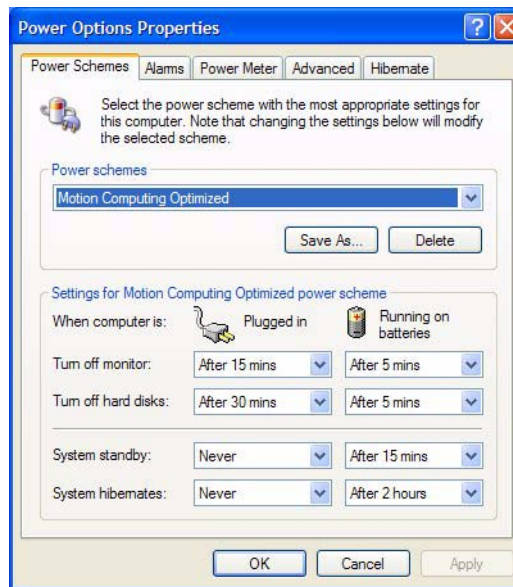 Power Options Properties
Power Schemes Alarms Power Meter Advanced Hibernate
Select the power scheme with the most appropriate settings for
this computer. Note that changing the settings below will modify
the selected scheme.
Power schemes
Motion Computing Optimized
Save As... Delete
Settings for Motion Computing Optimized power scheme
When computer is: Plugged in Running on
batteries
Turn off monitor: After 15 mins After 5 mins
Turn off hard disks: After 30 mins After 5 mins
System standby: Never After 15 mins
System hibernates: Never After 2 hours
OK Cancel Apply